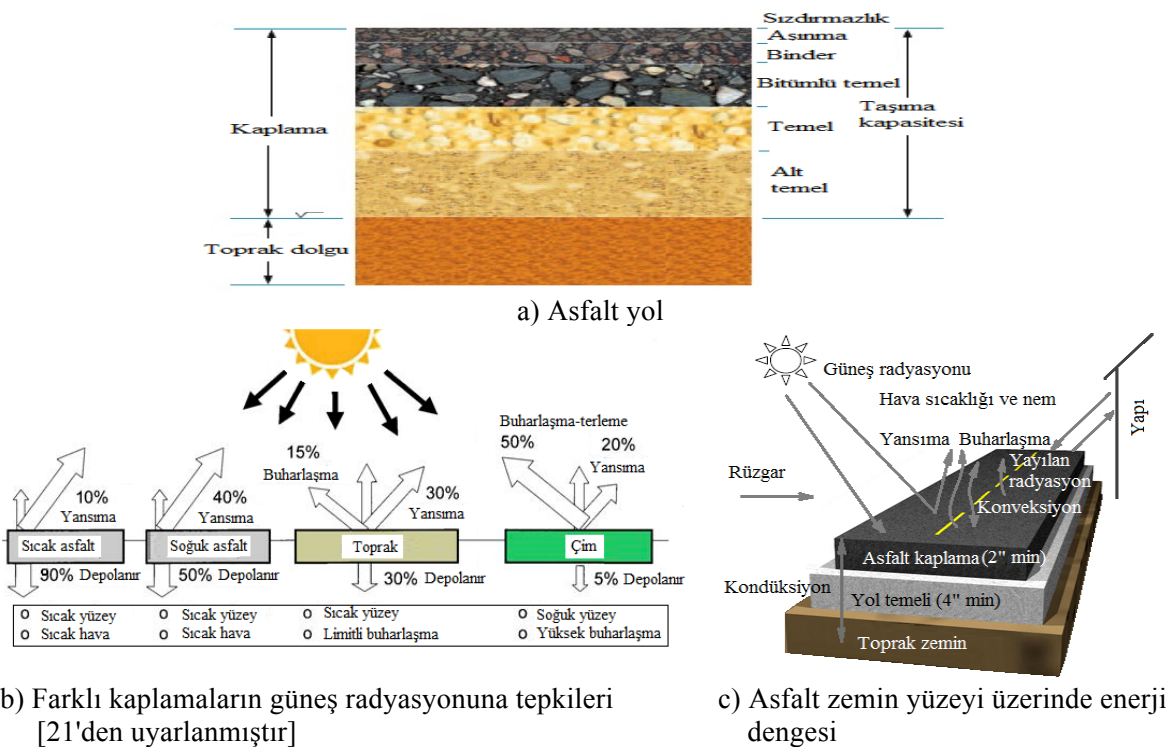 Sızdırmazlık
Aşınma
Binder
Bitümlü temel
Kaplama
Temel
Taşıma
kapasitesi
Alt
temel
Toprak dolgu
a) Asfalt yol
15%
Buharlaşma
Buharlaşma-terleme
50%
20%
Yansıma
10%
Yansıma
40%
Yansıma
30%
Yansıma
Sıcak asfalt
Soğuk asfalt
Toprak
Çim
90% Depolanır
50% Depolanır
30% Depolanır
5% Depolanır
o Sıcak yüzey
o Sıcak hava
o Sıcak yüzey
o Sıcak hava
o Sıcak yüzey
o Limitli buharlaşma
o Soğuk yüzey
o Yüksek buharlaşma
Güneş radyasyonu
Hava sıcaklığı ve nem
Yapı
Yansıma Buharlaşma
Rüzgar
Yayılan
radyasyon
Konveksiyon
Asfalt kaplama (2" min)
Kondüksiyon
Yol temeli (4" min)
Toprak zemin
b) Farklı kaplamaların güneş radyasyonuna tepkileri
[21'den uyarlanmıştır]
c) Asfalt zemin yüzeyi üzerinde enerji
dengesi